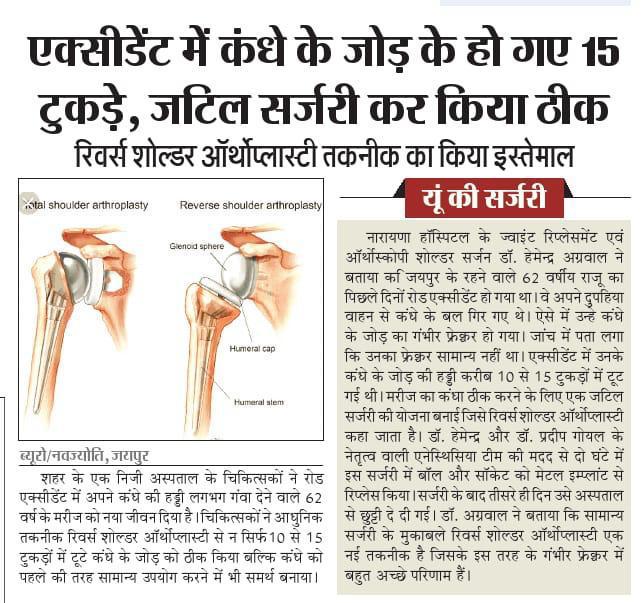 एक्सीडेंट में कंधे के जोड़ के हो गए 15
टुकड़े, जटिल सर्जरी कर किया ठीक
रिवर्स शोल्डर ऑर्थोप्लास्टी तकनीक का किया इस्तेमाल
otal shoulder arthroplasty
Reverse shoulder arthroplasty
Glenoid sphere
Humeral cap
Humeral stem
ब्यूरो/नवज्योति, जयपुर
शहर के एक निजी अस्पताल के चिकित्सकों ने रोड
एक्सीडेंट में अपने कंधे की हड्डी लगभग गंवा देने वाले 62
वर्ष के मरीज को नया जीवन दिया है। चिकित्सकों ने आधुनिक
तकनीक रिवर्स शोल्डर ऑर्थोप्लास्टी से न सिर्फ 10 से 15
टुकड़ों में टूटे कंधे के जोड़ को ठीक किया बल्कि कंधे को
पहले की तरह सामान्य उपयोग करने में भी समर्थ बनाया।
यूं की सर्जरी
नारायणा हॉस्पिटल के ज्वाइंट रिप्लेसमेंट एवं
ऑर्थोस्कोपी शोल्डर सर्जन डॉ. हेमेन्द्र अग्रवाल ने
बताया कि जयपुर के रहने वाले 62 वर्षीय राजू का
पिछले दिनों रोड एक्सीडेंट हो गया था। वे अपने दुपहिया
वाहन से कंधे के बल गिर गए थे। ऐसे में उन्हें कंधे
के जोड़ का गंभीर फ्रेक्चर हो गया। जांच में पता लगा
कि उनका फ्रेक्चर सामान्य नहीं था। एक्सीडेंट में उनके
कंधे के जोड़ की हड्डी करीब 10 से 15 टुकड़ों में टूट
गई थी। मरीज का कंधा ठीक करने के लिए एक जटिल
सर्जरी की योजना बनाई जिसे रिवर्स शोल्डर ऑर्थोप्लास्टी
कहा जाता है। डॉ. हेमेन्द्र और डॉ. प्रदीप गोयल के
नेतृत्व वाली एनेस्थिसिया टीम की मदद से दो घंटे में
इस सर्जरी में बॉल और सॉकेट को मेटल इम्प्लांट से
रिप्लेस किया। सर्जरी के बाद तीसरे ही दिन उसे अस्पताल
से छुट्टी दे दी गई। डॉ. अग्रवाल ने बताया कि सामान्य
सर्जरी के मुकाबले रिवर्स शोल्डर ऑर्थोप्लास्टी एक
नई तकनीक है जिसके इस तरह के गंभीर फ्रेक्चर में
बहुत अच्छे परिणाम हैं।